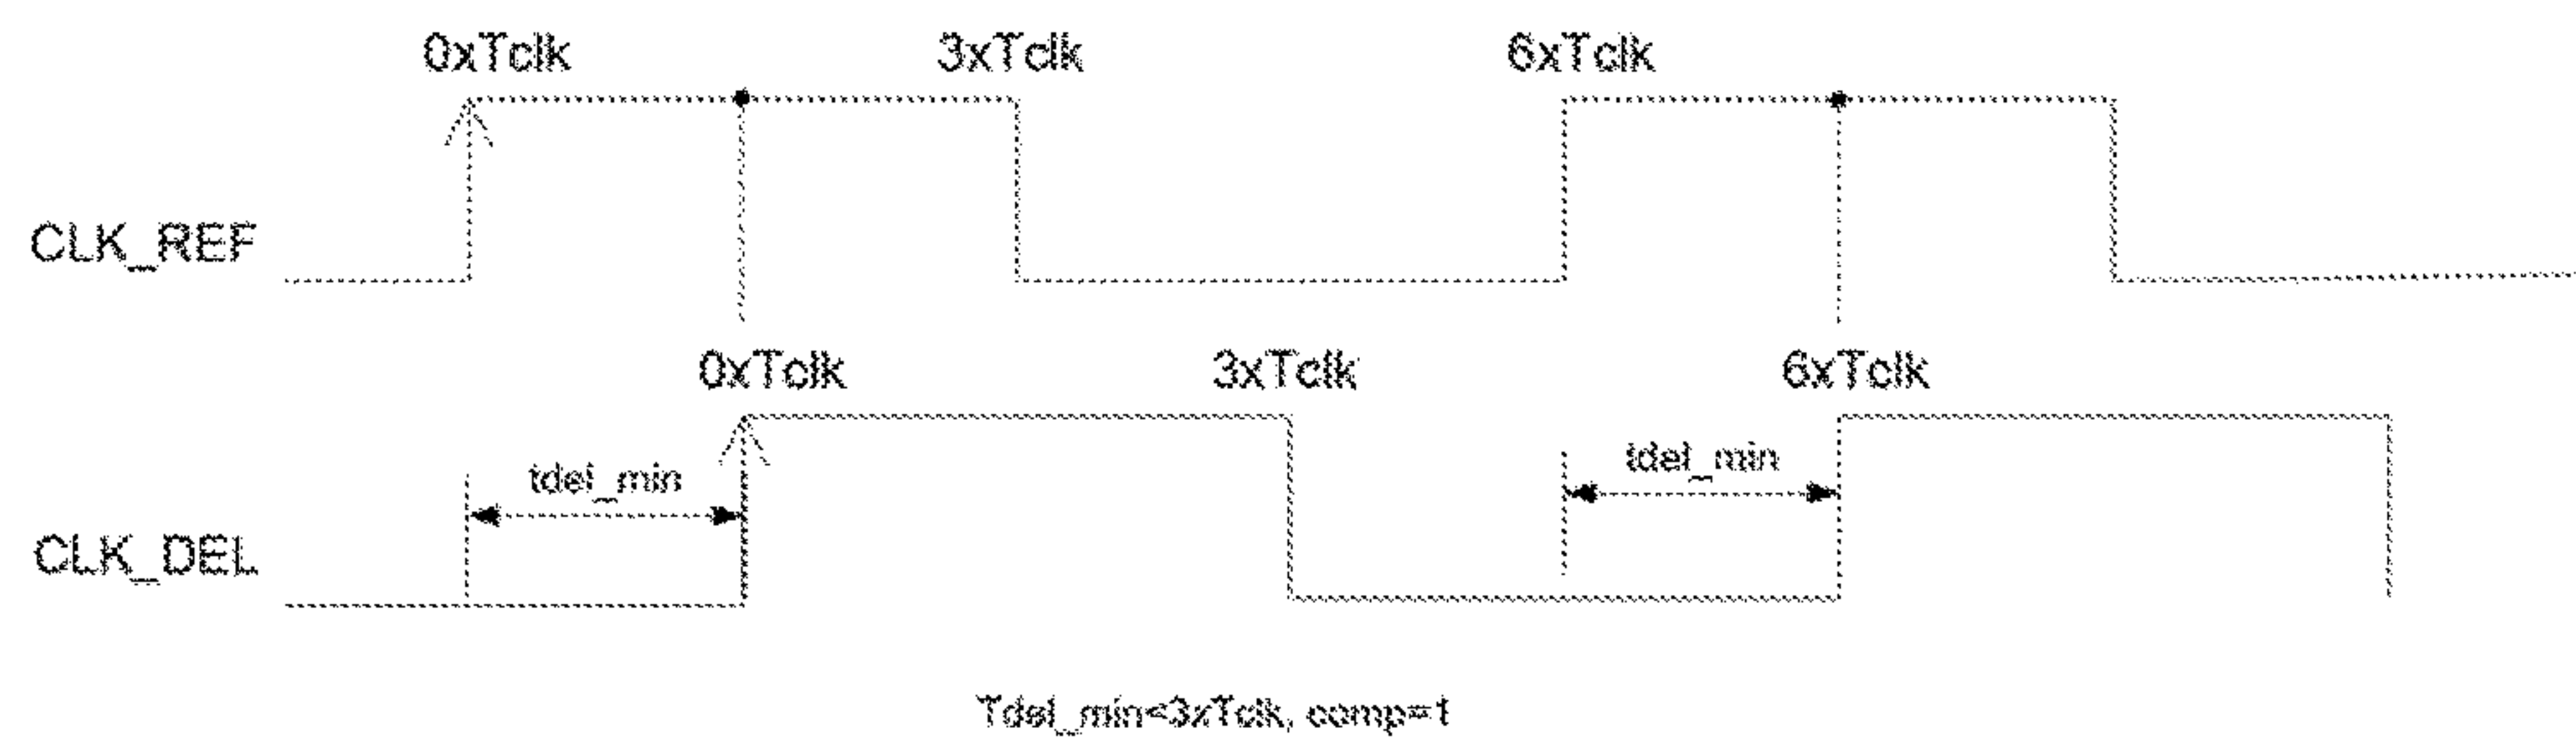 0xTclk 3xTclk 6xTclk
CLK_REF
0xTclk 3xTclk 6xTclk
tdel_min tdel_min
CLK_DEL
Tdel_min<3xTclk, comp=1